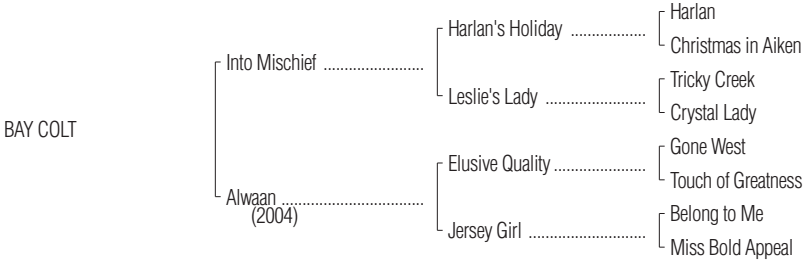 Harlan
Harlan's Holiday ...................
Christmas in Aiken
Into Mischief .........................
Tricky Creek
Leslie's Lady .........................
Crystal Lady
BAY COLT
Gone West
Elusive Quality .......................
Touch of Greatness
Alwaan ...................................
(2004)
Belong to Me
Jersey Girl .............................
Miss Bold Appeal